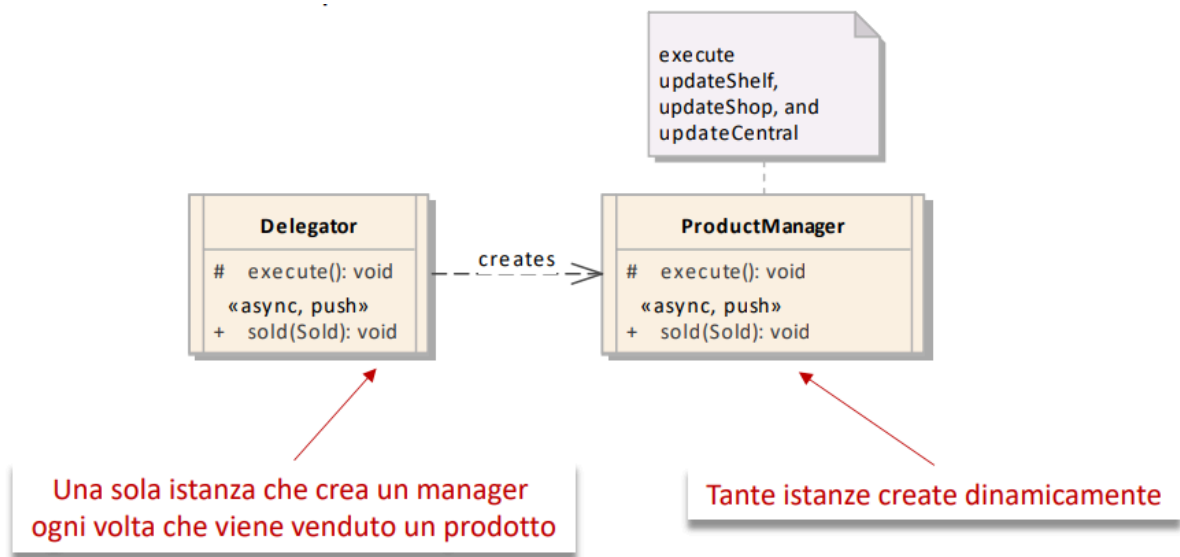 execute
updateShelf,
updateShop, and
updateCentral
Delegator
# execute(): void
«async, push»
+ sold(Sold): void
creates
ProductManager
# execute(): void
«async, push»
+ sold(Sold): void
Una sola istanza che crea un manager
ogni volta che viene venduto un prodotto
Tante istanze create dinamicamente